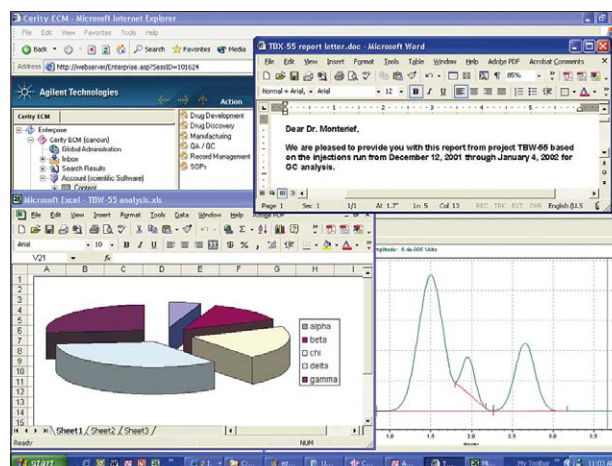 Cerity ECM - Microsoft Internet Explorer
File Edit View Favorites Tools Help
Back Search Favorites Media
Address http://webserver/Enterprise.asp?SessID=101624
Agilent Technologies
Action
Cerity ECM
Enterprise
Cerity ECM (cancun)
Global Administration
Inbox
Search Results
Account (scientific Software)
Content
Drug Development
Drug Discovery
Manufacturing
QA / QC
Record Management
SOPs
TBX-55 report letter.doc - Microsoft Word
File Edit View Insert Format Tools Table Window Help Adobe PDF Acrobat Comments
85%
Normal + Arial, Arial 12 B I U
Dear Dr. Monterief,
We are pleased to provide you with this report from project TBW-55 based
on the injections run from December 12, 2001 through January 4, 2002 for
GC analysis.
Page 1 Sec 1 1/1 At 1.7" Ln 5 Col 13 REC TRK EXT OVR English (U.S
Microsoft Excel - TBW-55 analysis.xls
File Edit View Insert Format Tools Data Window Help Adobe PDF
Arial 10 B I U
V21
A B C D E F G H I
1
2
3
4
5
6
7
8
9
10
11
12
13
14
15
alpha
beta
chi
delta
gamma
Sheet1 Sheet2 Sheet3
Ready NUM
1.0 1.5 2.0 2.5 3.0 3.5
start
My Toolbar
11:03 AM